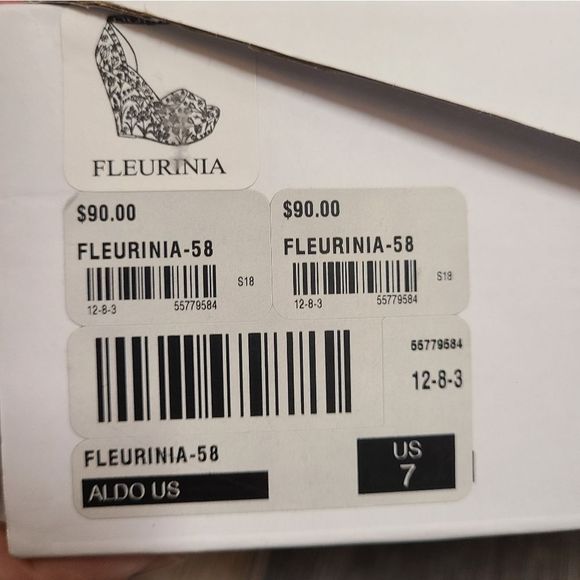 FLEURINIA
$90.00
FLEURINIA-58
S18
12-8-3 55779584
$90.00
FLEURINIA-58
S18
12-8-3 55779584
55779584
12-8-3
FLEURINIA-58
ALDO US
US
7